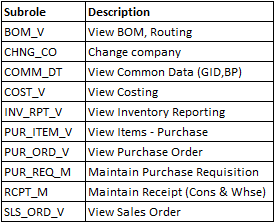 Subrole Description
BOM_V View BOM, Routing
CHNG_CO Change company
COMM_DT View Common Data (GID,BP)
COST_V View Costing
INV_RPT_V View Inventory Reporting
PUR_ITEM_V View Items - Purchase
PUR_ORD_V View Purchase Order
PUR_REQ_M Maintain Purchase Requisition
RCPT_M Maintain Receipt (Cons & Whse)
SLS_ORD_V View Sales Order